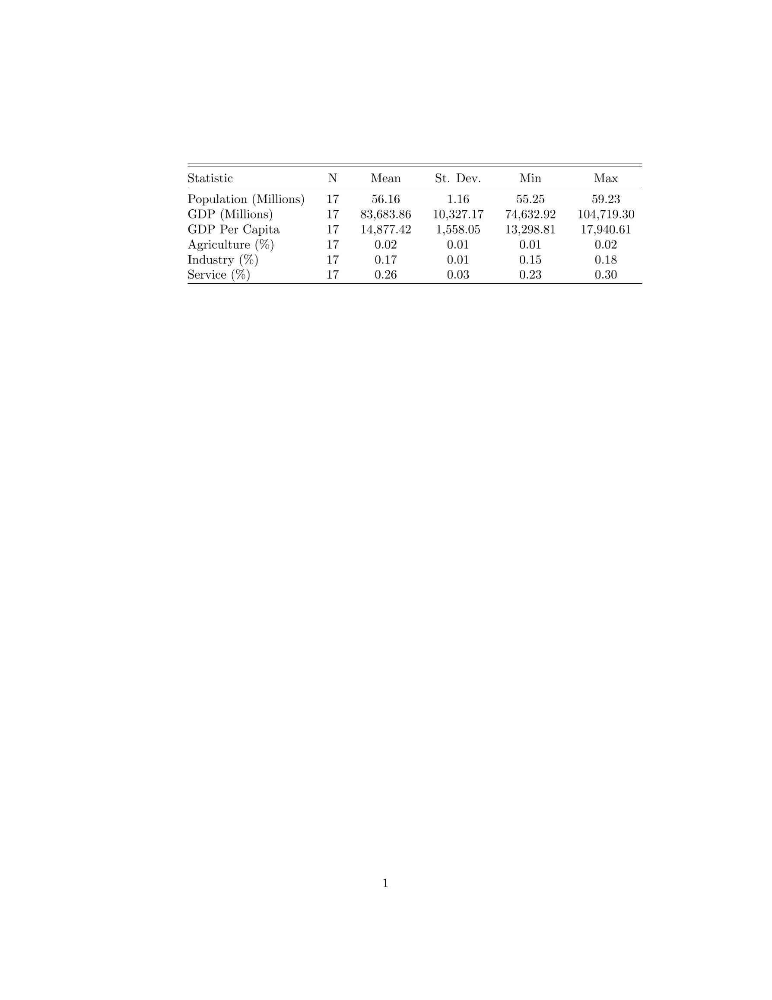 Statistic N Mean St. Dev. Min Max
Population (Millions) 17 56.16 1.16 55.25 59.23
GDP (Millions) 17 83,683.86 10,327.17 74,632.92 104,719.30
GDP Per Capita 17 14,877.42 1,558.05 13,298.81 17,940.61
Agriculture (%) 17 0.02 0.01 0.01 0.02
Industry (%) 17 0.17 0.01 0.15 0.18
Service (%) 17 0.26 0.03 0.23 0.30
1